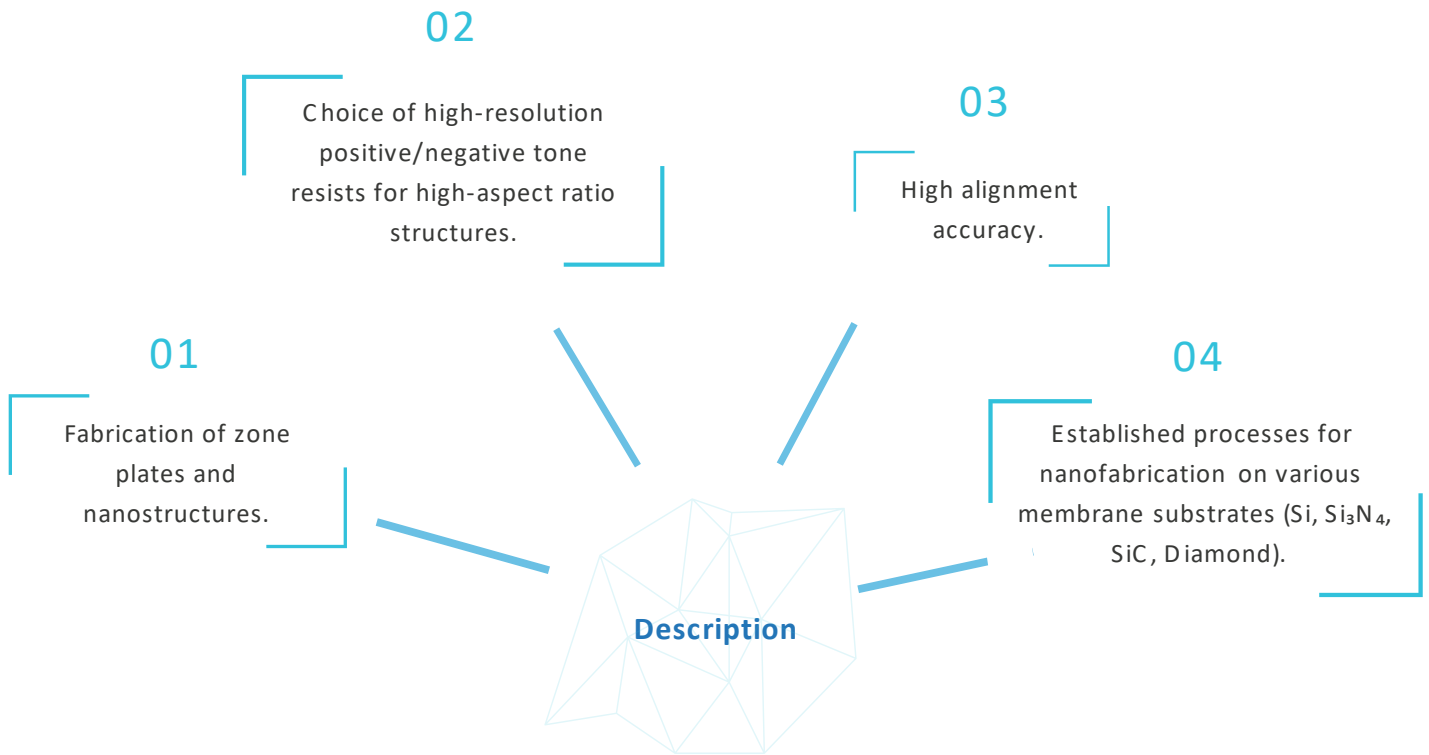 01
Fabrication of zone
plates and
nanostructures.
02
Choice of high-resolution
positive/negative tone
resists for high-aspect ratio
structures.
03
High alignment
accuracy.
04
Established processes for
nanofabrication on various
membrane substrates (Si, Si₃N₄,
SiC, Diamond).
Description